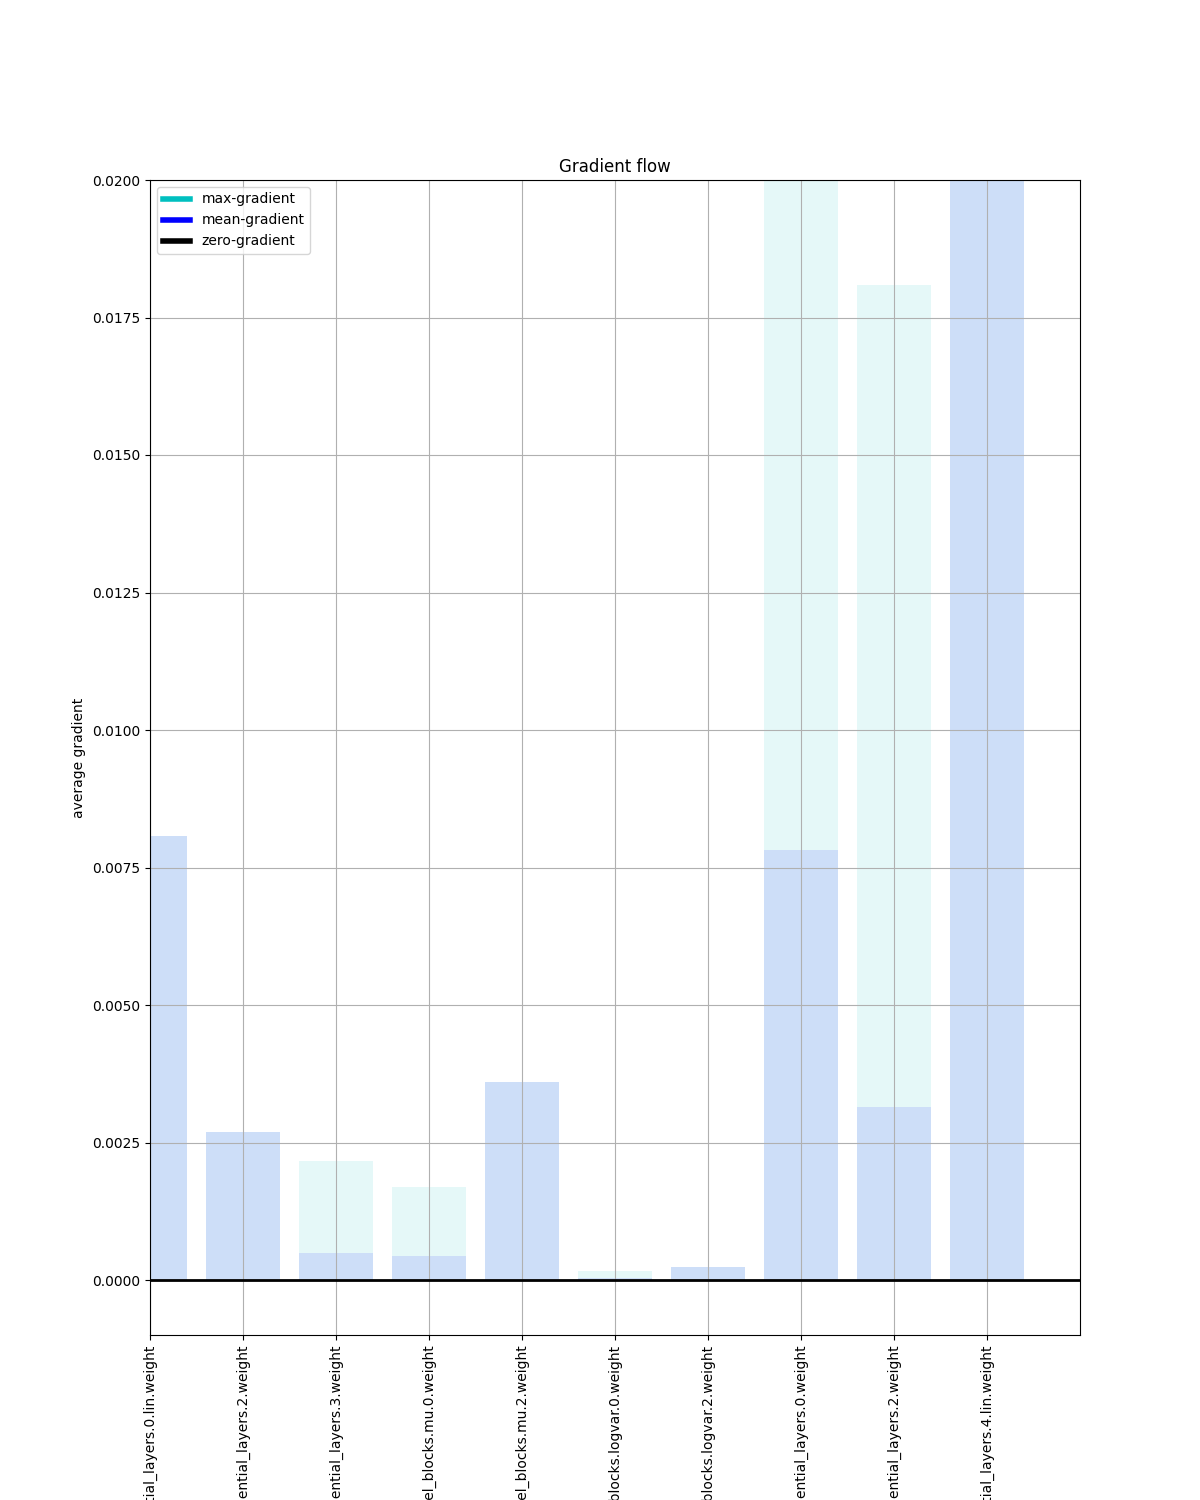 Gradient flow
max-gradient
mean-gradient
zero-gradient
0.0200
0.0175
0.0150
0.0125
0.0100
0.0075
0.0050
0.0025
0.0000
average gradient
tial_layers.0.lin.weight
ential_layers.2.weight
ential_layers.3.weight
el_blocks.mu.0.weight
el_blocks.mu.2.weight
blocks.logvar.0.weight
blocks.logvar.2.weight
ential_layers.0.weight
ential_layers.2.weight
tial_layers.4.lin.weight